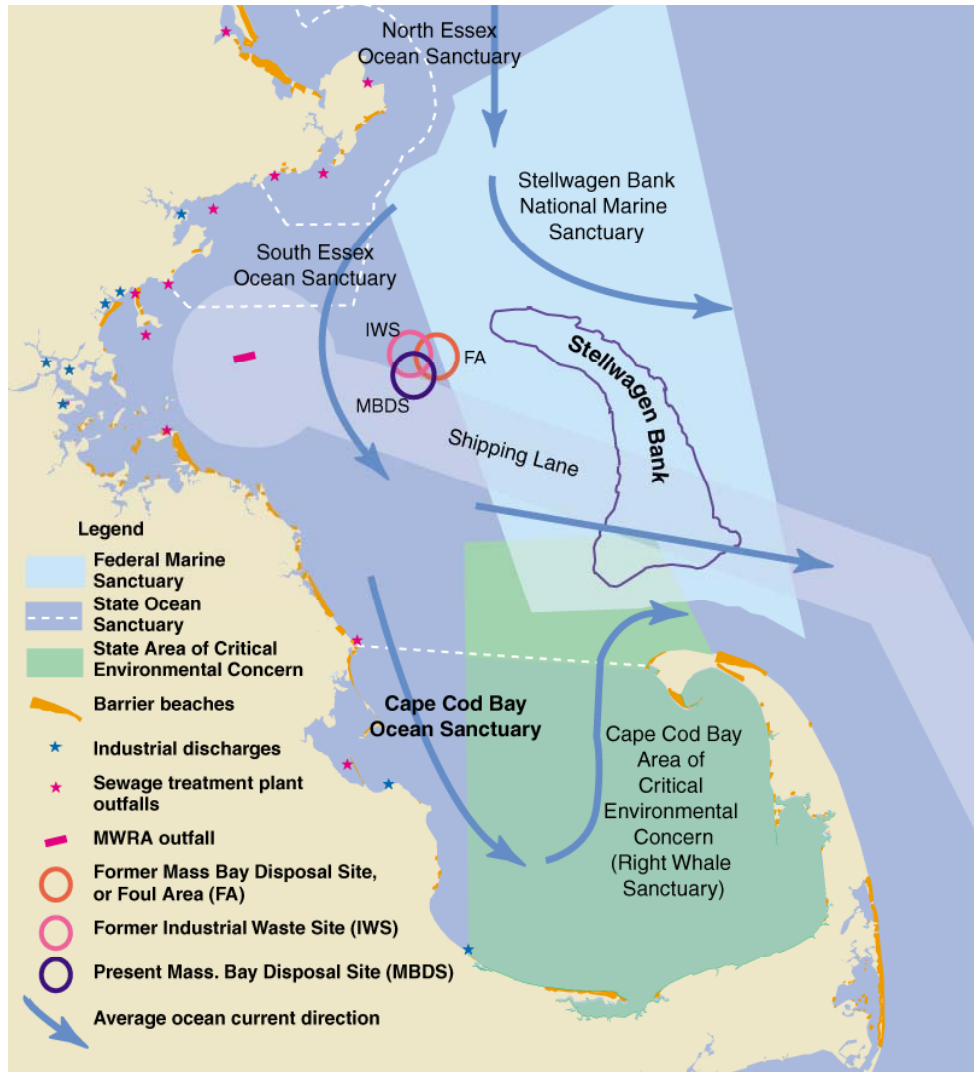 North Essex
Ocean Sanctuary
Stellwagen Bank
National Marine
Sanctuary
South Essex
Ocean Sanctuary
IWS
FA
MBDS
Stellwagen Bank
Shipping Lane
Legend
Federal Marine
Sanctuary
State Ocean
Sanctuary
State Area of Critical
Environmental Concern
Barrier beaches
Industrial discharges
Sewage treatment plant
outfalls
MWRA outfall
Former Mass Bay Disposal Site,
or Foul Area (FA)
Former Industrial Waste Site (IWS)
Present Mass. Bay Disposal Site (MBDS)
Average ocean current direction
Cape Cod Bay
Ocean Sanctuary
Cape Cod Bay
Area of
Critical
Environmental
Concern
(Right Whale
Sanctuary)